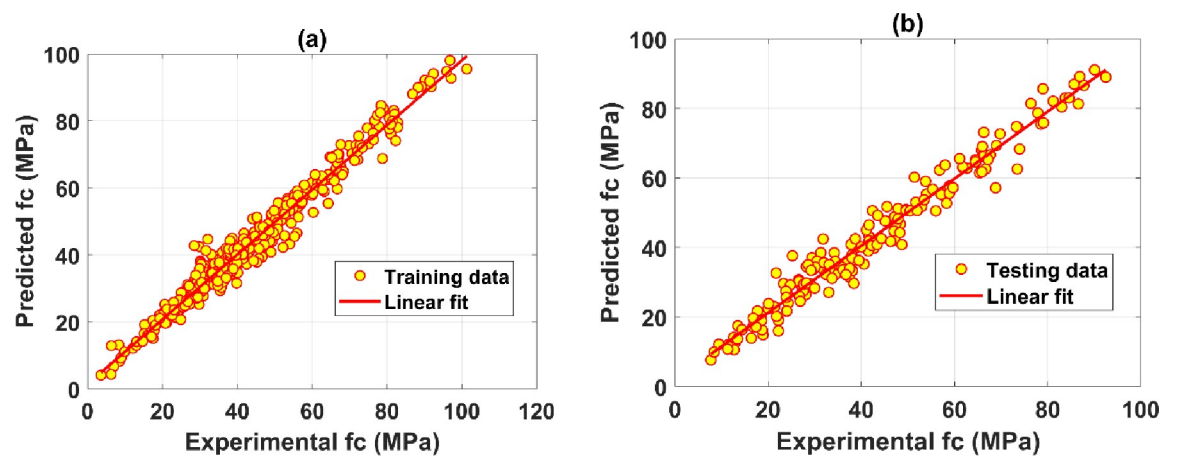 (a)
Predicted fc (MPa)
100
80
60
40
20
0
0 20 40 60 80 100 120
Experimental fc (MPa)
Training data
Linear fit
(b)
Predicted fc (MPa)
100
80
60
40
20
0
0 20 40 60 80 100
Experimental fc (MPa)
Testing data
Linear fit